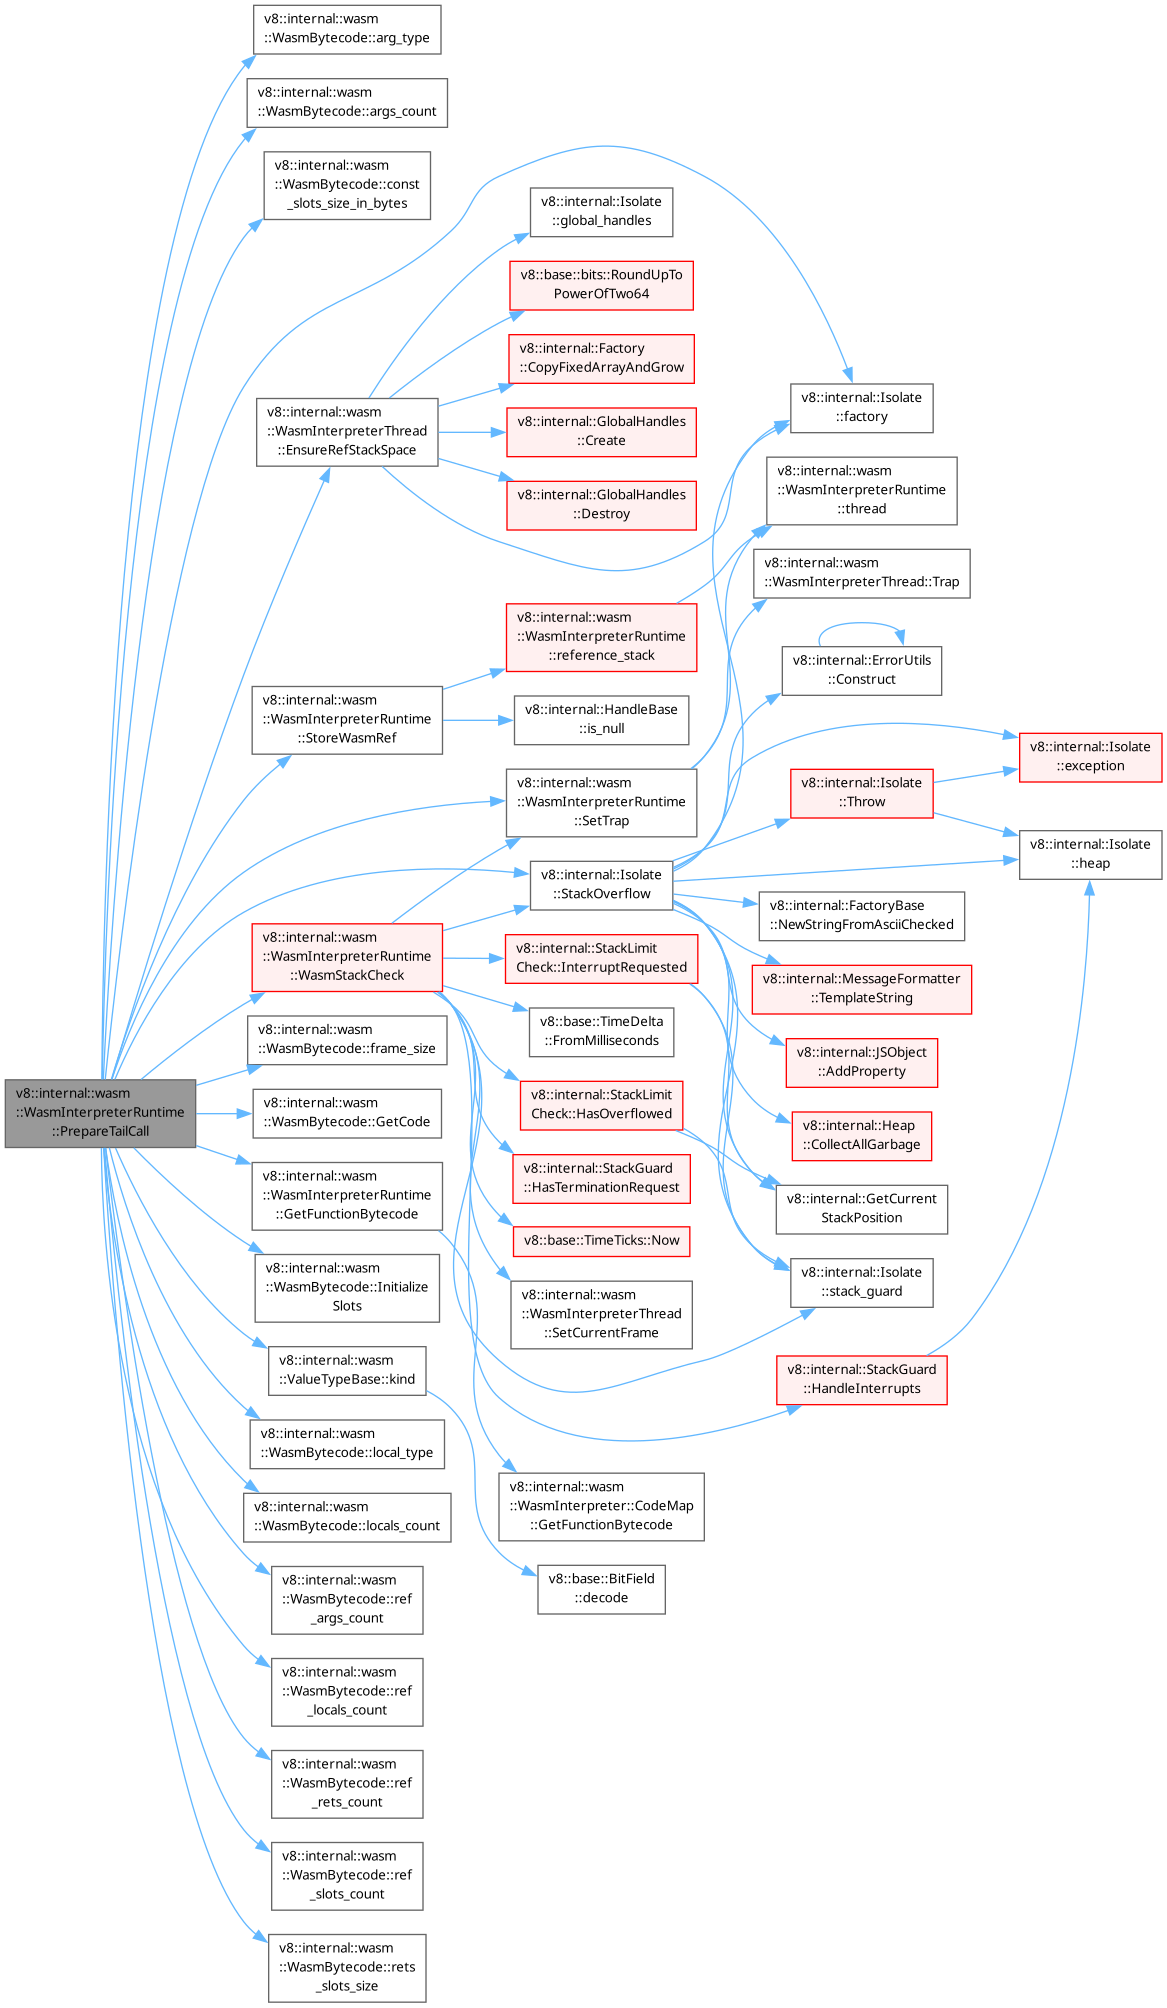 v8::internal::wasm
::WasmBytecode::arg_type
v8::internal::wasm
::WasmBytecode::args_count
v8::internal::wasm
::WasmBytecode::const
_slots_size_in_bytes
v8::internal::Isolate
::global_handles
v8::base::bits::RoundUpTo
PowerOfTwo64
v8::internal::Factory
::CopyFixedArrayAndGrow
v8::internal::wasm
::WasmInterpreterThread
::EnsureRefStackSpace
v8::internal::GlobalHandles
::Create
v8::internal::GlobalHandles
::Destroy
v8::internal::Isolate
::factory
v8::internal::wasm
::WasmInterpreterRuntime
::thread
v8::internal::wasm
::WasmInterpreterThread::Trap
v8::internal::wasm
::WasmInterpreterRuntime
::reference_stack
v8::internal::ErrorUtils
::Construct
v8::internal::wasm
::WasmInterpreterRuntime
::StoreWasmRef
v8::internal::HandleBase
::is_null
v8::internal::Isolate
::exception
v8::internal::wasm
::WasmInterpreterRuntime
::SetTrap
v8::internal::Isolate
::Throw
v8::internal::Isolate
::heap
v8::internal::Isolate
::StackOverflow
v8::internal::FactoryBase
::NewStringFromAsciiChecked
v8::internal::wasm
::WasmInterpreterRuntime
::WasmStackCheck
v8::internal::StackLimit
Check::InterruptRequested
v8::internal::MessageFormatter
::TemplateString
v8::internal::wasm
::WasmBytecode::frame_size
v8::base::TimeDelta
::FromMilliseconds
v8::internal::JSObject
::AddProperty
v8::internal::wasm
::WasmInterpreterRuntime
::PrepareTailCall
v8::internal::wasm
::WasmBytecode::GetCode
v8::internal::StackLimit
Check::HasOverflowed
v8::internal::Heap
::CollectAllGarbage
v8::internal::wasm
::WasmInterpreterRuntime
::GetFunctionBytecode
v8::internal::StackGuard
::HasTerminationRequest
v8::internal::GetCurrent
StackPosition
v8::base::TimeTicks::Now
v8::internal::wasm
::WasmBytecode::Initialize
Slots
v8::internal::wasm
::WasmInterpreterThread
::SetCurrentFrame
v8::internal::Isolate
::stack_guard
v8::internal::wasm
::ValueTypeBase::kind
v8::internal::StackGuard
::HandleInterrupts
v8::internal::wasm
::WasmBytecode::local_type
v8::internal::wasm
::WasmBytecode::locals_count
v8::internal::wasm
::WasmInterpreter::CodeMap
::GetFunctionBytecode
v8::internal::wasm
::WasmBytecode::ref
_args_count
v8::base::BitField
::decode
v8::internal::wasm
::WasmBytecode::ref
_locals_count
v8::internal::wasm
::WasmBytecode::ref
_rets_count
v8::internal::wasm
::WasmBytecode::ref
_slots_count
v8::internal::wasm
::WasmBytecode::rets
_slots_size